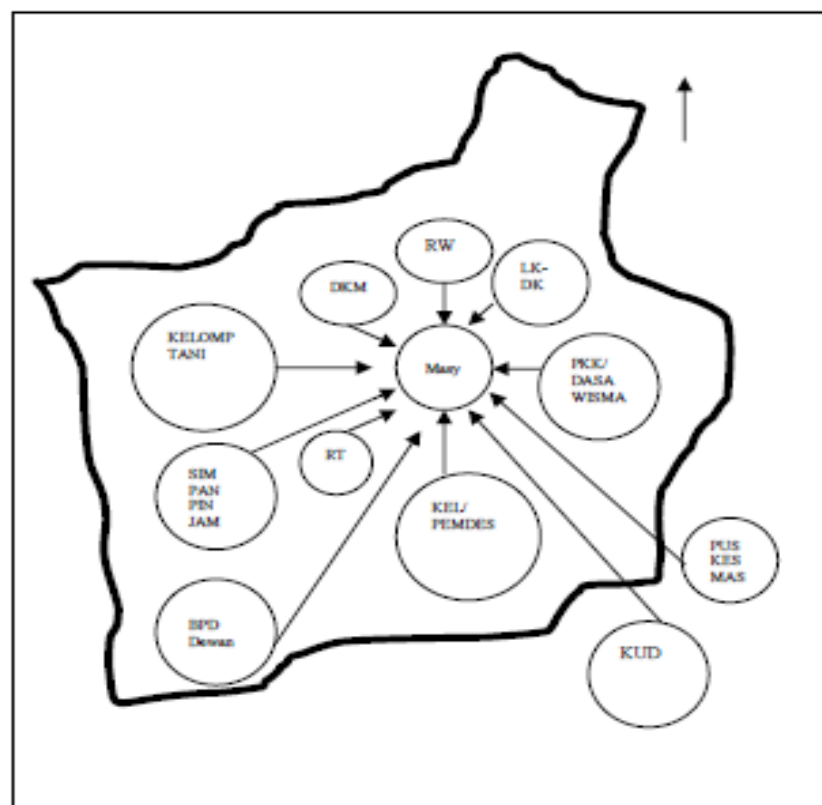 RW
LK-
DK
DKM
KELOMP
TANI
Masy
PKK/
DASA
WISMA
RT
SIM
PAN
PIN
JAM
KEL/
PEMDES
PUS
KES
MAS
BPD
Dewan
KUD